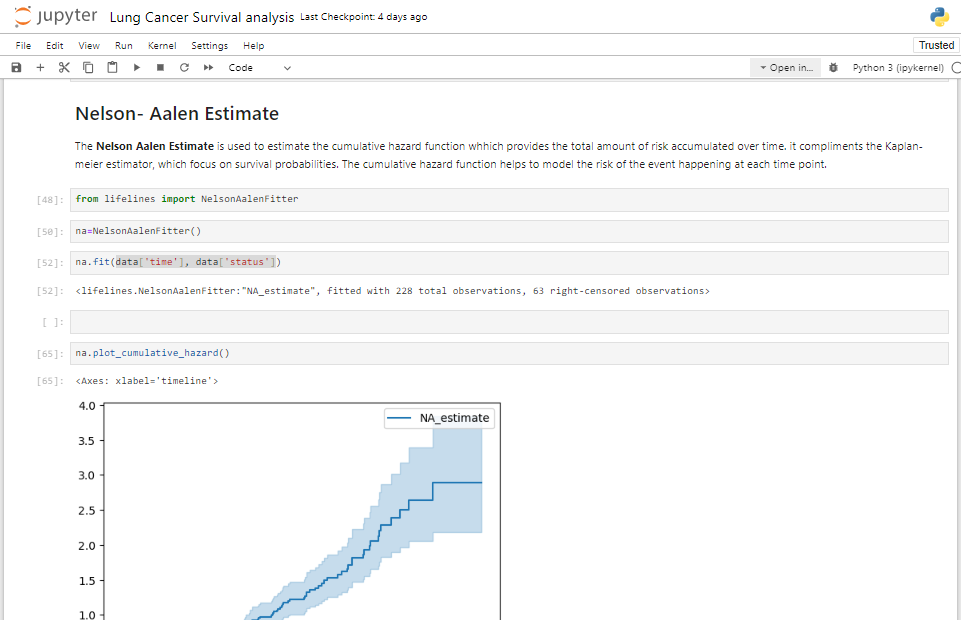 jupyter Lung Cancer Survival analysis Last Checkpoint: 4 days ago
File Edit View Run Kernel Settings Help Trusted
Code Open in... Python 3 (ipykernel)
Nelson- Aalen Estimate
The Nelson Aalen Estimate is used to estimate the cumulative hazard function whhich provides the total amount of risk accumulated over time. it compliments the Kaplan-
meier estimator, which focus on survival probabilities. The cumulative hazard function helps to model the risk of the event happening at each time point.
[48]: from lifelines import NelsonAalenFitter
[50]: na=NelsonAalenFitter()
[52]: na.fit(data['time'], data['status'])
[52]: <lifelines.NelsonAalenFitter:"NA_estimate", fitted with 228 total observations, 63 right-censored observations>
[ ]:
[65]: na.plot_cumulative_hazard()
[65]: <Axes: xlabel='timeline'>
4.0
NA_estimate
3.5
3.0
2.5
2.0
1.5
1.0